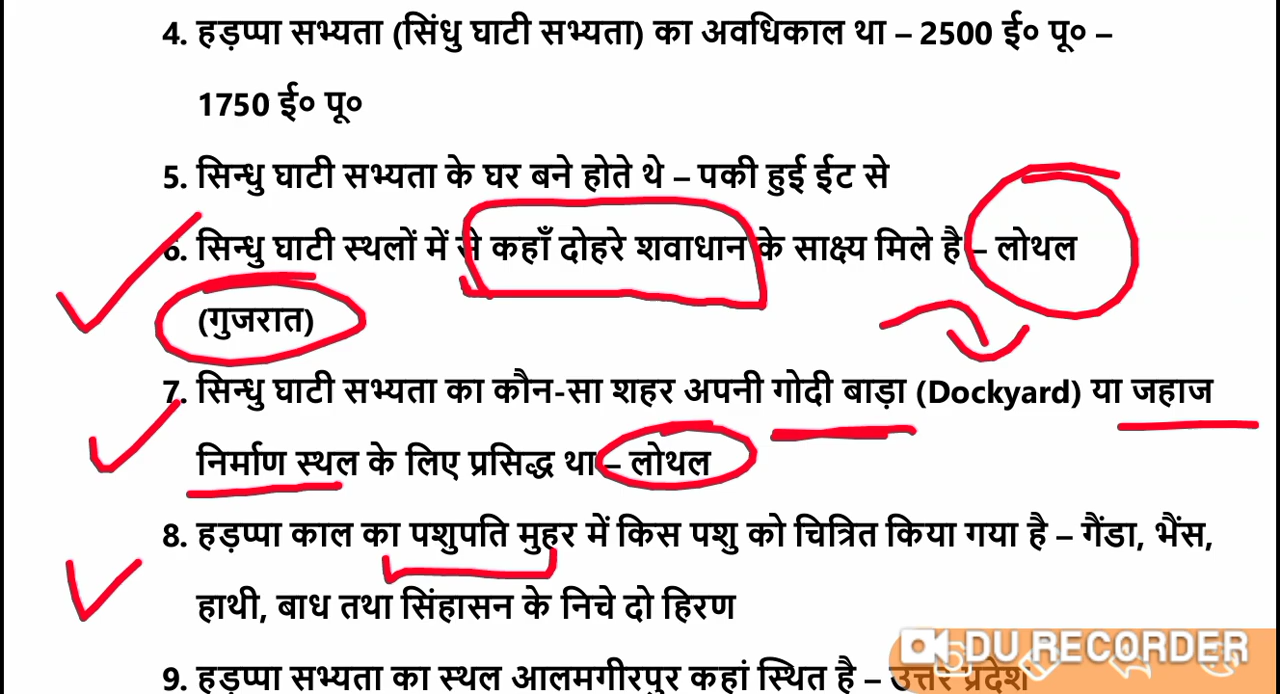 4. हड़प्पा सभ्यता (सिंधु घाटी सभ्यता) का अवधिकाल था – 2500 ई० पू० –
1750 ई० पू०
5. सिन्धु घाटी सभ्यता के घर बने होते थे – पकी हुई ईट से
6. सिन्धु घाटी स्थलों में से कहाँ दोहरे शवाधान के साक्ष्य मिले है – लोथल
(गुजरात)
7. सिन्धु घाटी सभ्यता का कौन-सा शहर अपनी गोदी बाड़ा (Dockyard) या जहाज
निर्माण स्थल के लिए प्रसिद्ध था – लोथल
8. हड़प्पा काल का पशुपति मुहर में किस पशु को चित्रित किया गया है – गैंडा, भैंस,
हाथी, बाध तथा सिंहासन के निचे दो हिरण
9. हड़प्पा सभ्यता का स्थल आलमगीरपुर कहां स्थित है – उत्तर प्रदेश
DU RECORDER